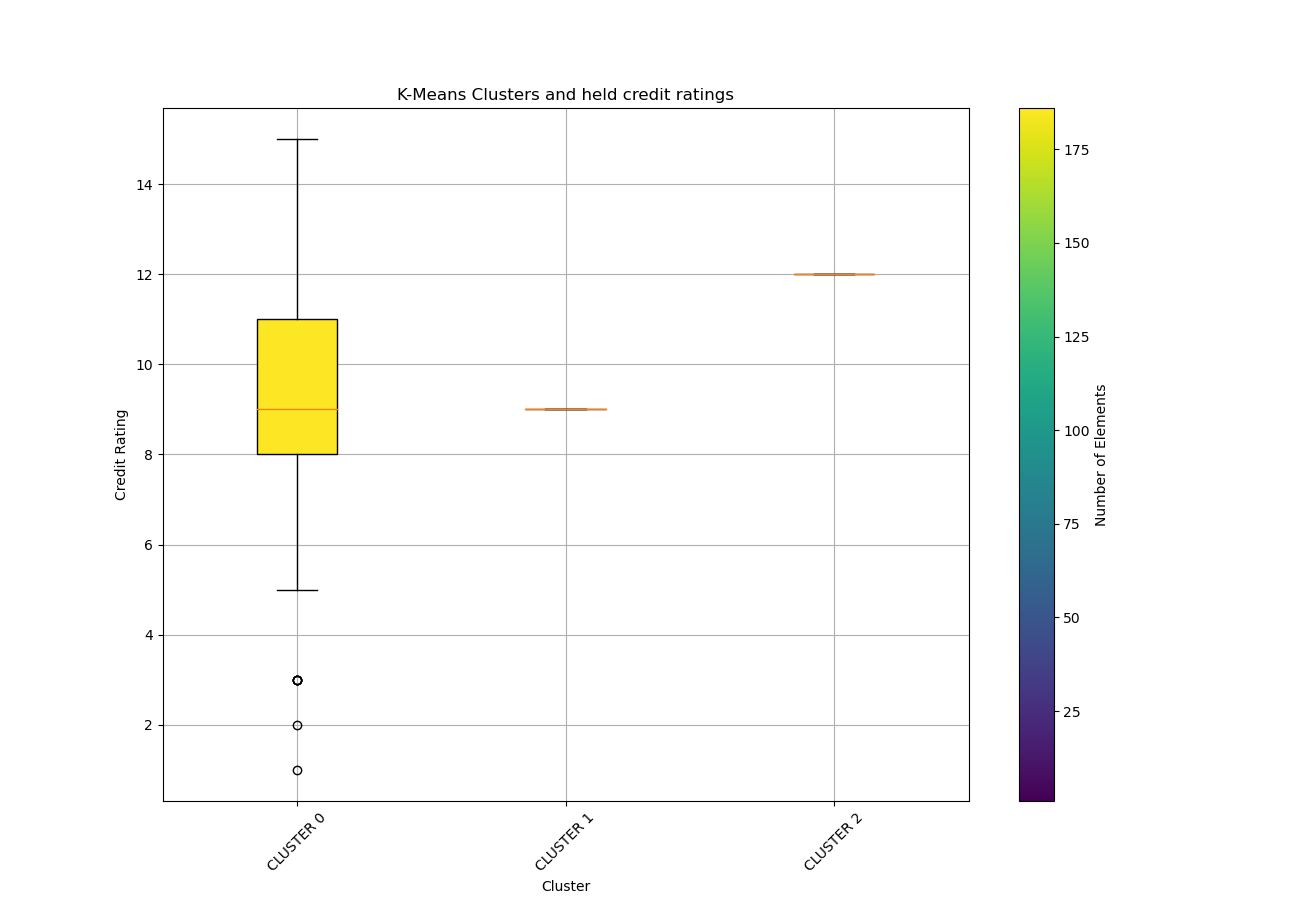 K-Means Clusters and held credit ratings
Credit Rating
14
12
10
8
6
4
2
CLUSTER 0
CLUSTER 1
CLUSTER 2
Cluster
175
150
125
100
75
50
25
Number of Elements